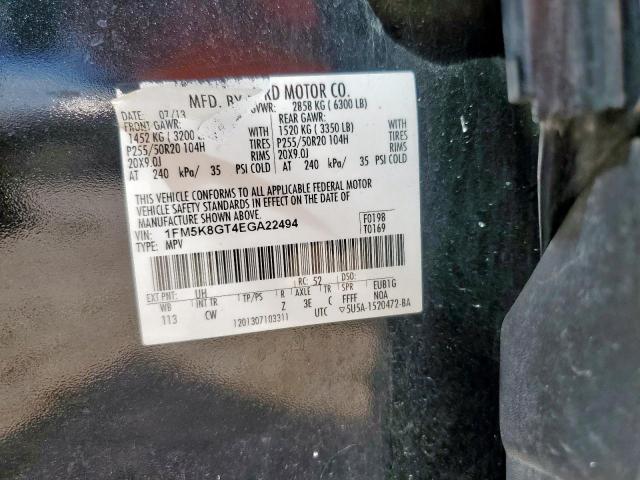 MFD. BY FORD MOTOR CO.
DATE: 07/13 GVWR: 2858 KG (6300 LB)
FRONT GAWR: REAR GAWR:
1452 KG (3200 WITH 1520 KG (3350 LB) WITH
P255/50R20 104H TIRES P255/50R20 104H TIRES
20X9.0J RIMS 20X9.0J RIMS
AT 240 kPa/ 35 PSI COLD AT 240 kPa/ 35 PSI COLD
THIS VEHICLE CONFORMS TO ALL APPLICABLE FEDERAL MOTOR
VEHICLE SAFETY STANDARDS IN EFFECT ON THE DATE OF
MANUFACTURE SHOWN ABOVE.
VIN: 1FM5K8GT4EGA22494 F0198
TYPE: MPV T0169
EXT PNT: UH RC: 52 DSO:
WB INT TR TP/PS R AXLE TR SPR EUB1G
113 CW Z 3E C FFFF NOA
1201307103311 UTC ▽5U5A-1520472-BA